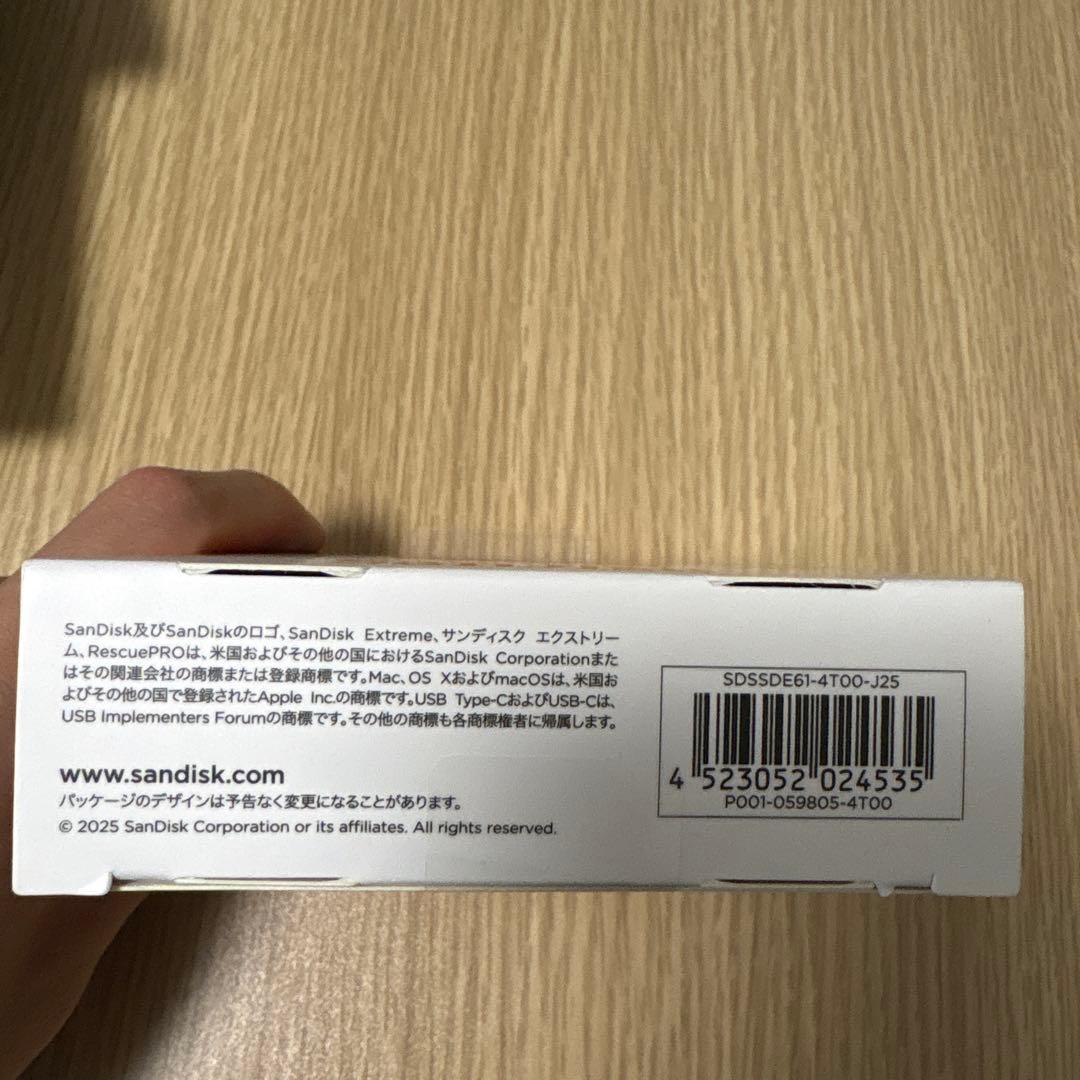 SanDisk及びSanDiskのロゴ、SanDisk Extreme、サンディスク エクストリー
ム、RescuePROは、米国およびその他の国におけるSanDisk Corporationまた
はその関連会社の商標または登録商標です。Mac、OS XおよびmacOSは、米国お
よびその他の国で登録されたApple Inc.の商標です。USB Type-CおよびUSB-Cは、
USB Implementers Forumの商標です。その他の商標も各商標権者に帰属します。
www.sandisk.com
パッケージのデザインは予告なく変更になることがあります。
© 2025 SanDisk Corporation or its affiliates. All rights reserved.
SDSSDE61-4T00-J25
4 523052 024535
P001-059805-4T00